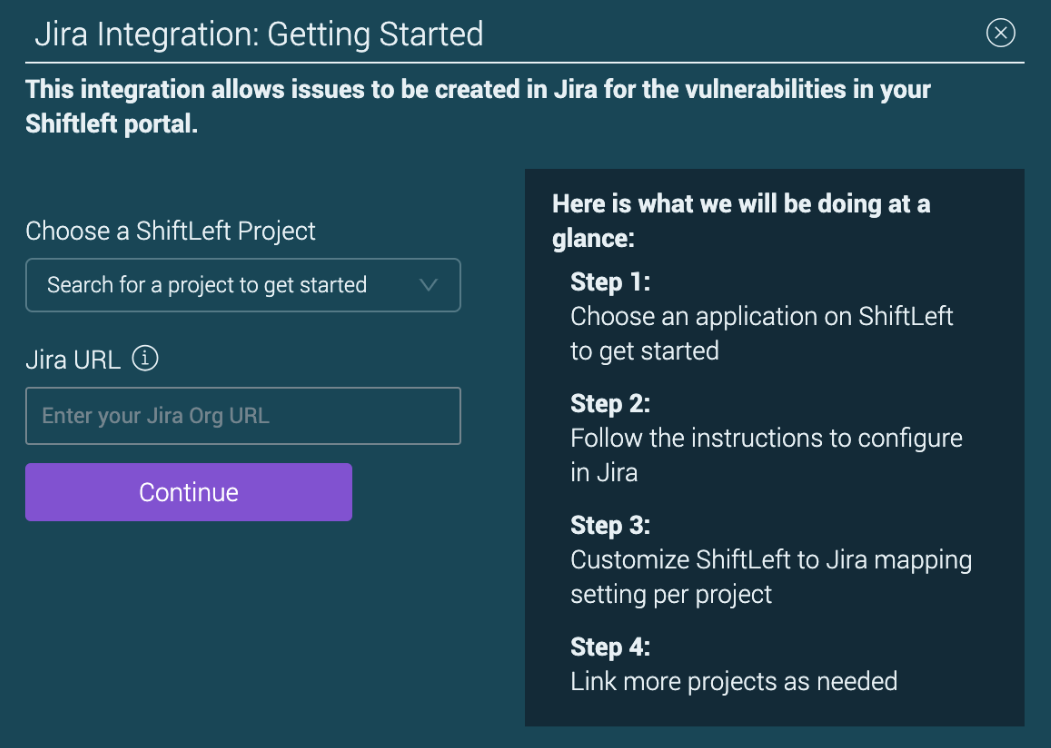 Jira Integration: Getting Started
This integration allows issues to be created in Jira for the vulnerabilities in your
Shiftleft portal.
Choose a ShiftLeft Project
Search for a project to get started
Jira URL
Enter your Jira Org URL
Continue
Here is what we will be doing at a
glance:
Step 1:
Choose an application on ShiftLeft
to get started
Step 2:
Follow the instructions to configure
in Jira
Step 3:
Customize ShiftLeft to Jira mapping
setting per project
Step 4:
Link more projects as needed